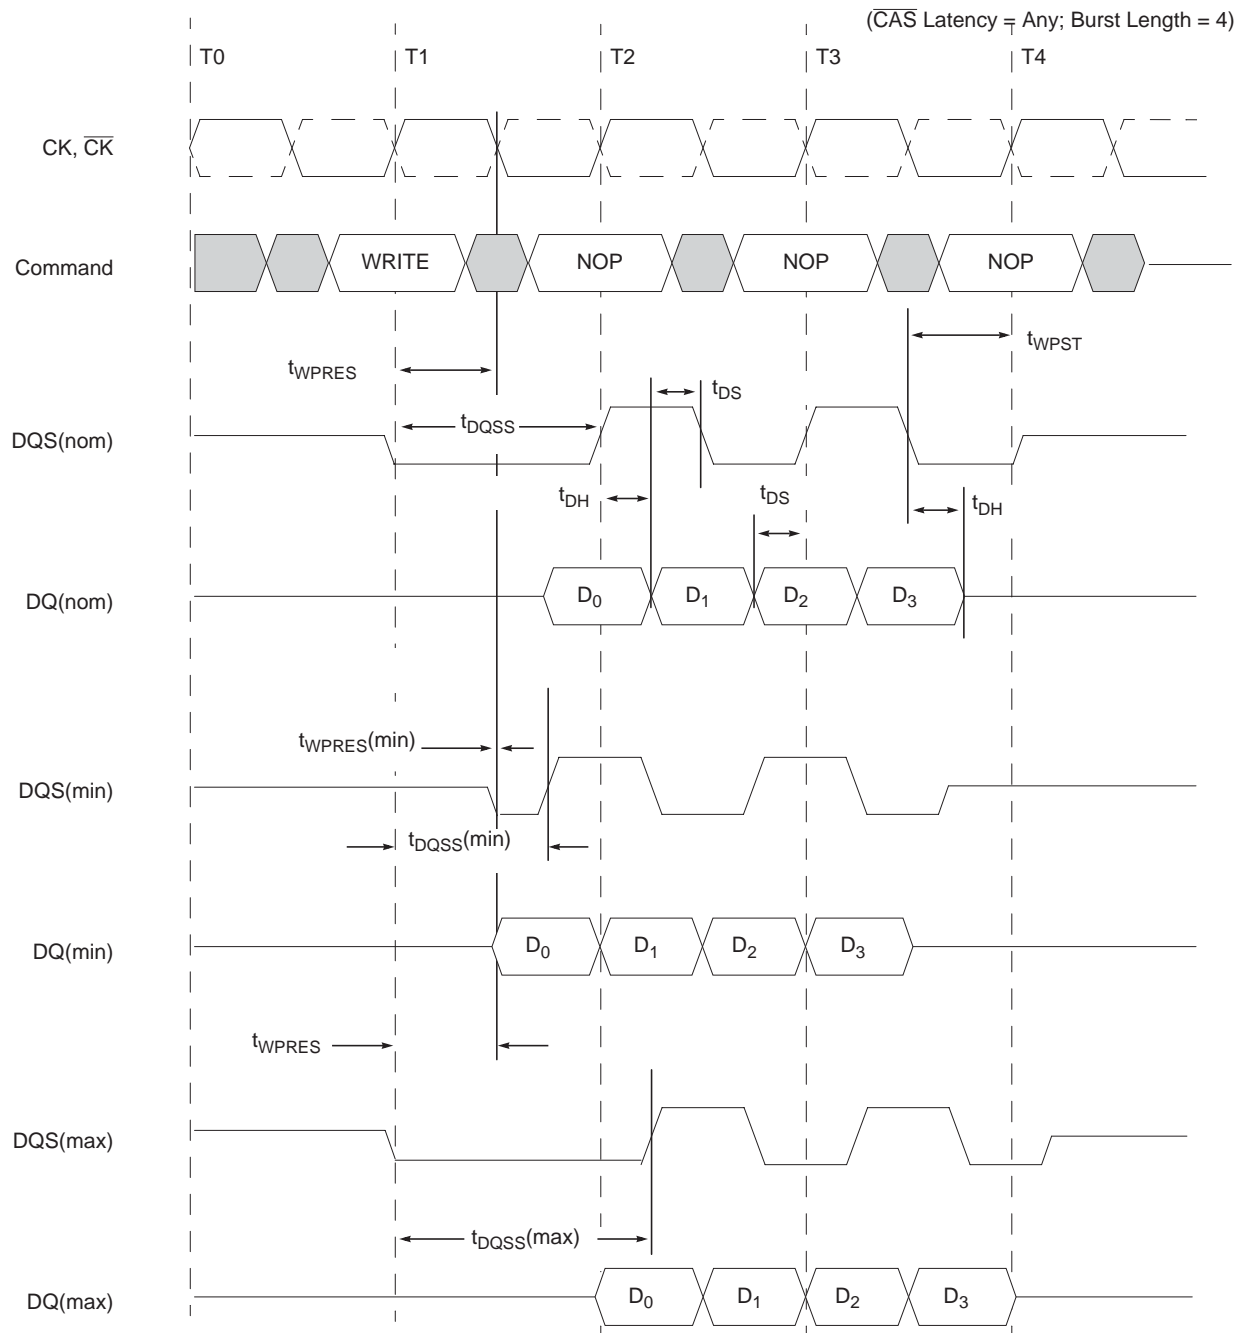 (C̅A̅S̅ Latency = Any; Burst Length = 4)
T0 T1 T2 T3 T4
CK, C̅K̅
Command WRITE NOP NOP NOP
tWPST
tWPRES
tDS
DQS(nom) tDQSS
tDH tDS tDH
DQ(nom) D0 D1 D2 D3
tWPRES(min)
DQS(min)
tDQSS(min)
DQ(min) D0 D1 D2 D3
tWPRES
DQS(max)
tDQSS(max)
DQ(max) D0 D1 D2 D3